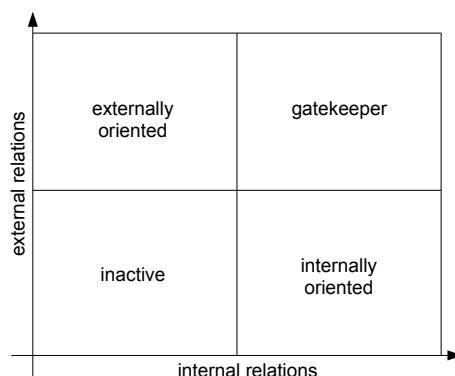 externally
oriented
gatekeeper
external relations
inactive
internally
oriented
internal relations